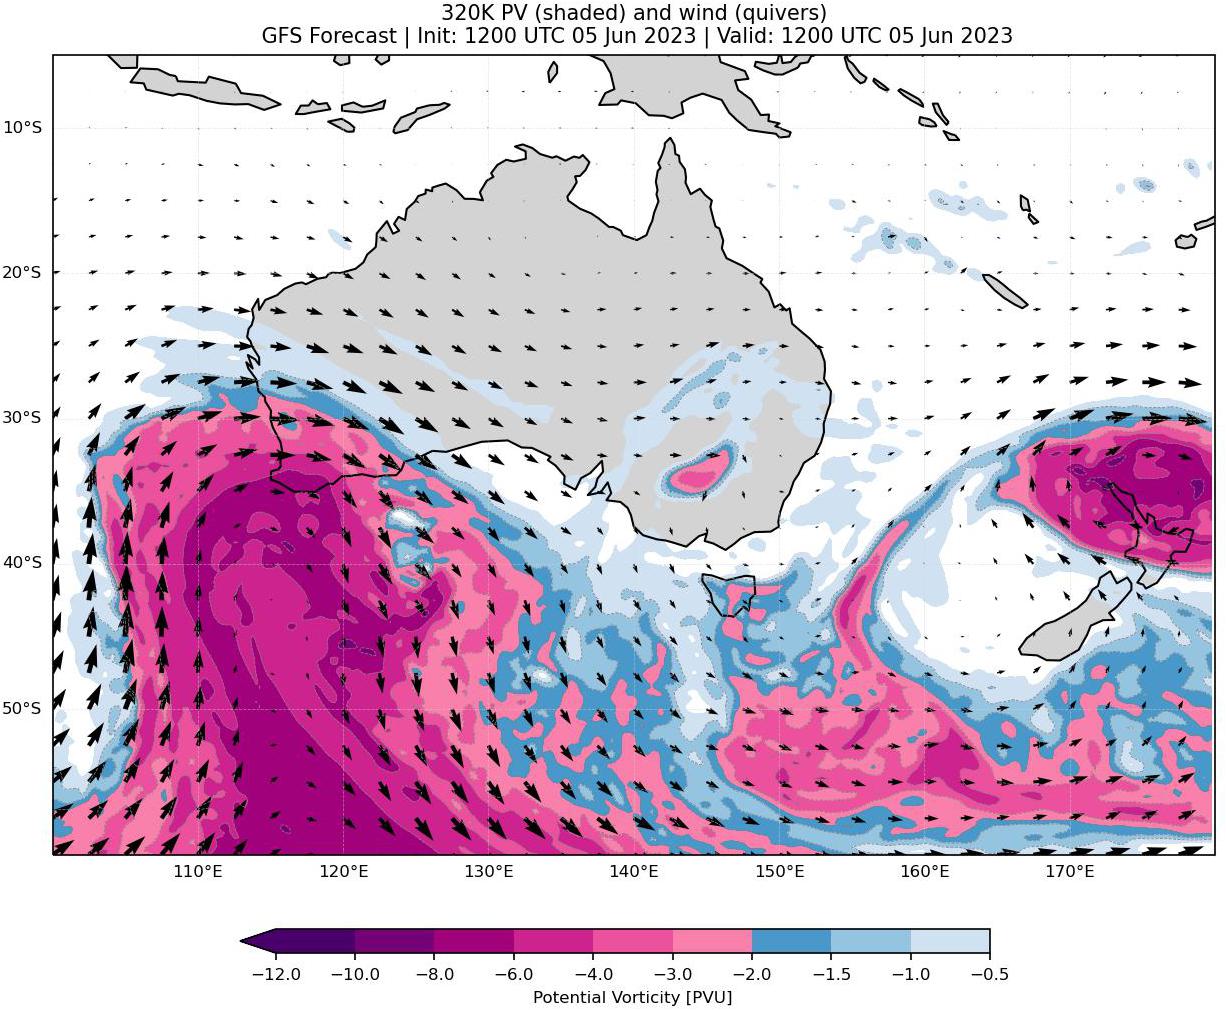 320K PV (shaded) and wind (quivers)
GFS Forecast | Init: 1200 UTC 05 Jun 2023 | Valid: 1200 UTC 05 Jun 2023
10°S
20°S
30°S
40°S
50°S
110°E 120°E 130°E 140°E 150°E 160°E 170°E
−12.0 −10.0 −8.0 −6.0 −4.0 −3.0 −2.0 −1.5 −1.0 −0.5
Potential Vorticity [PVU]